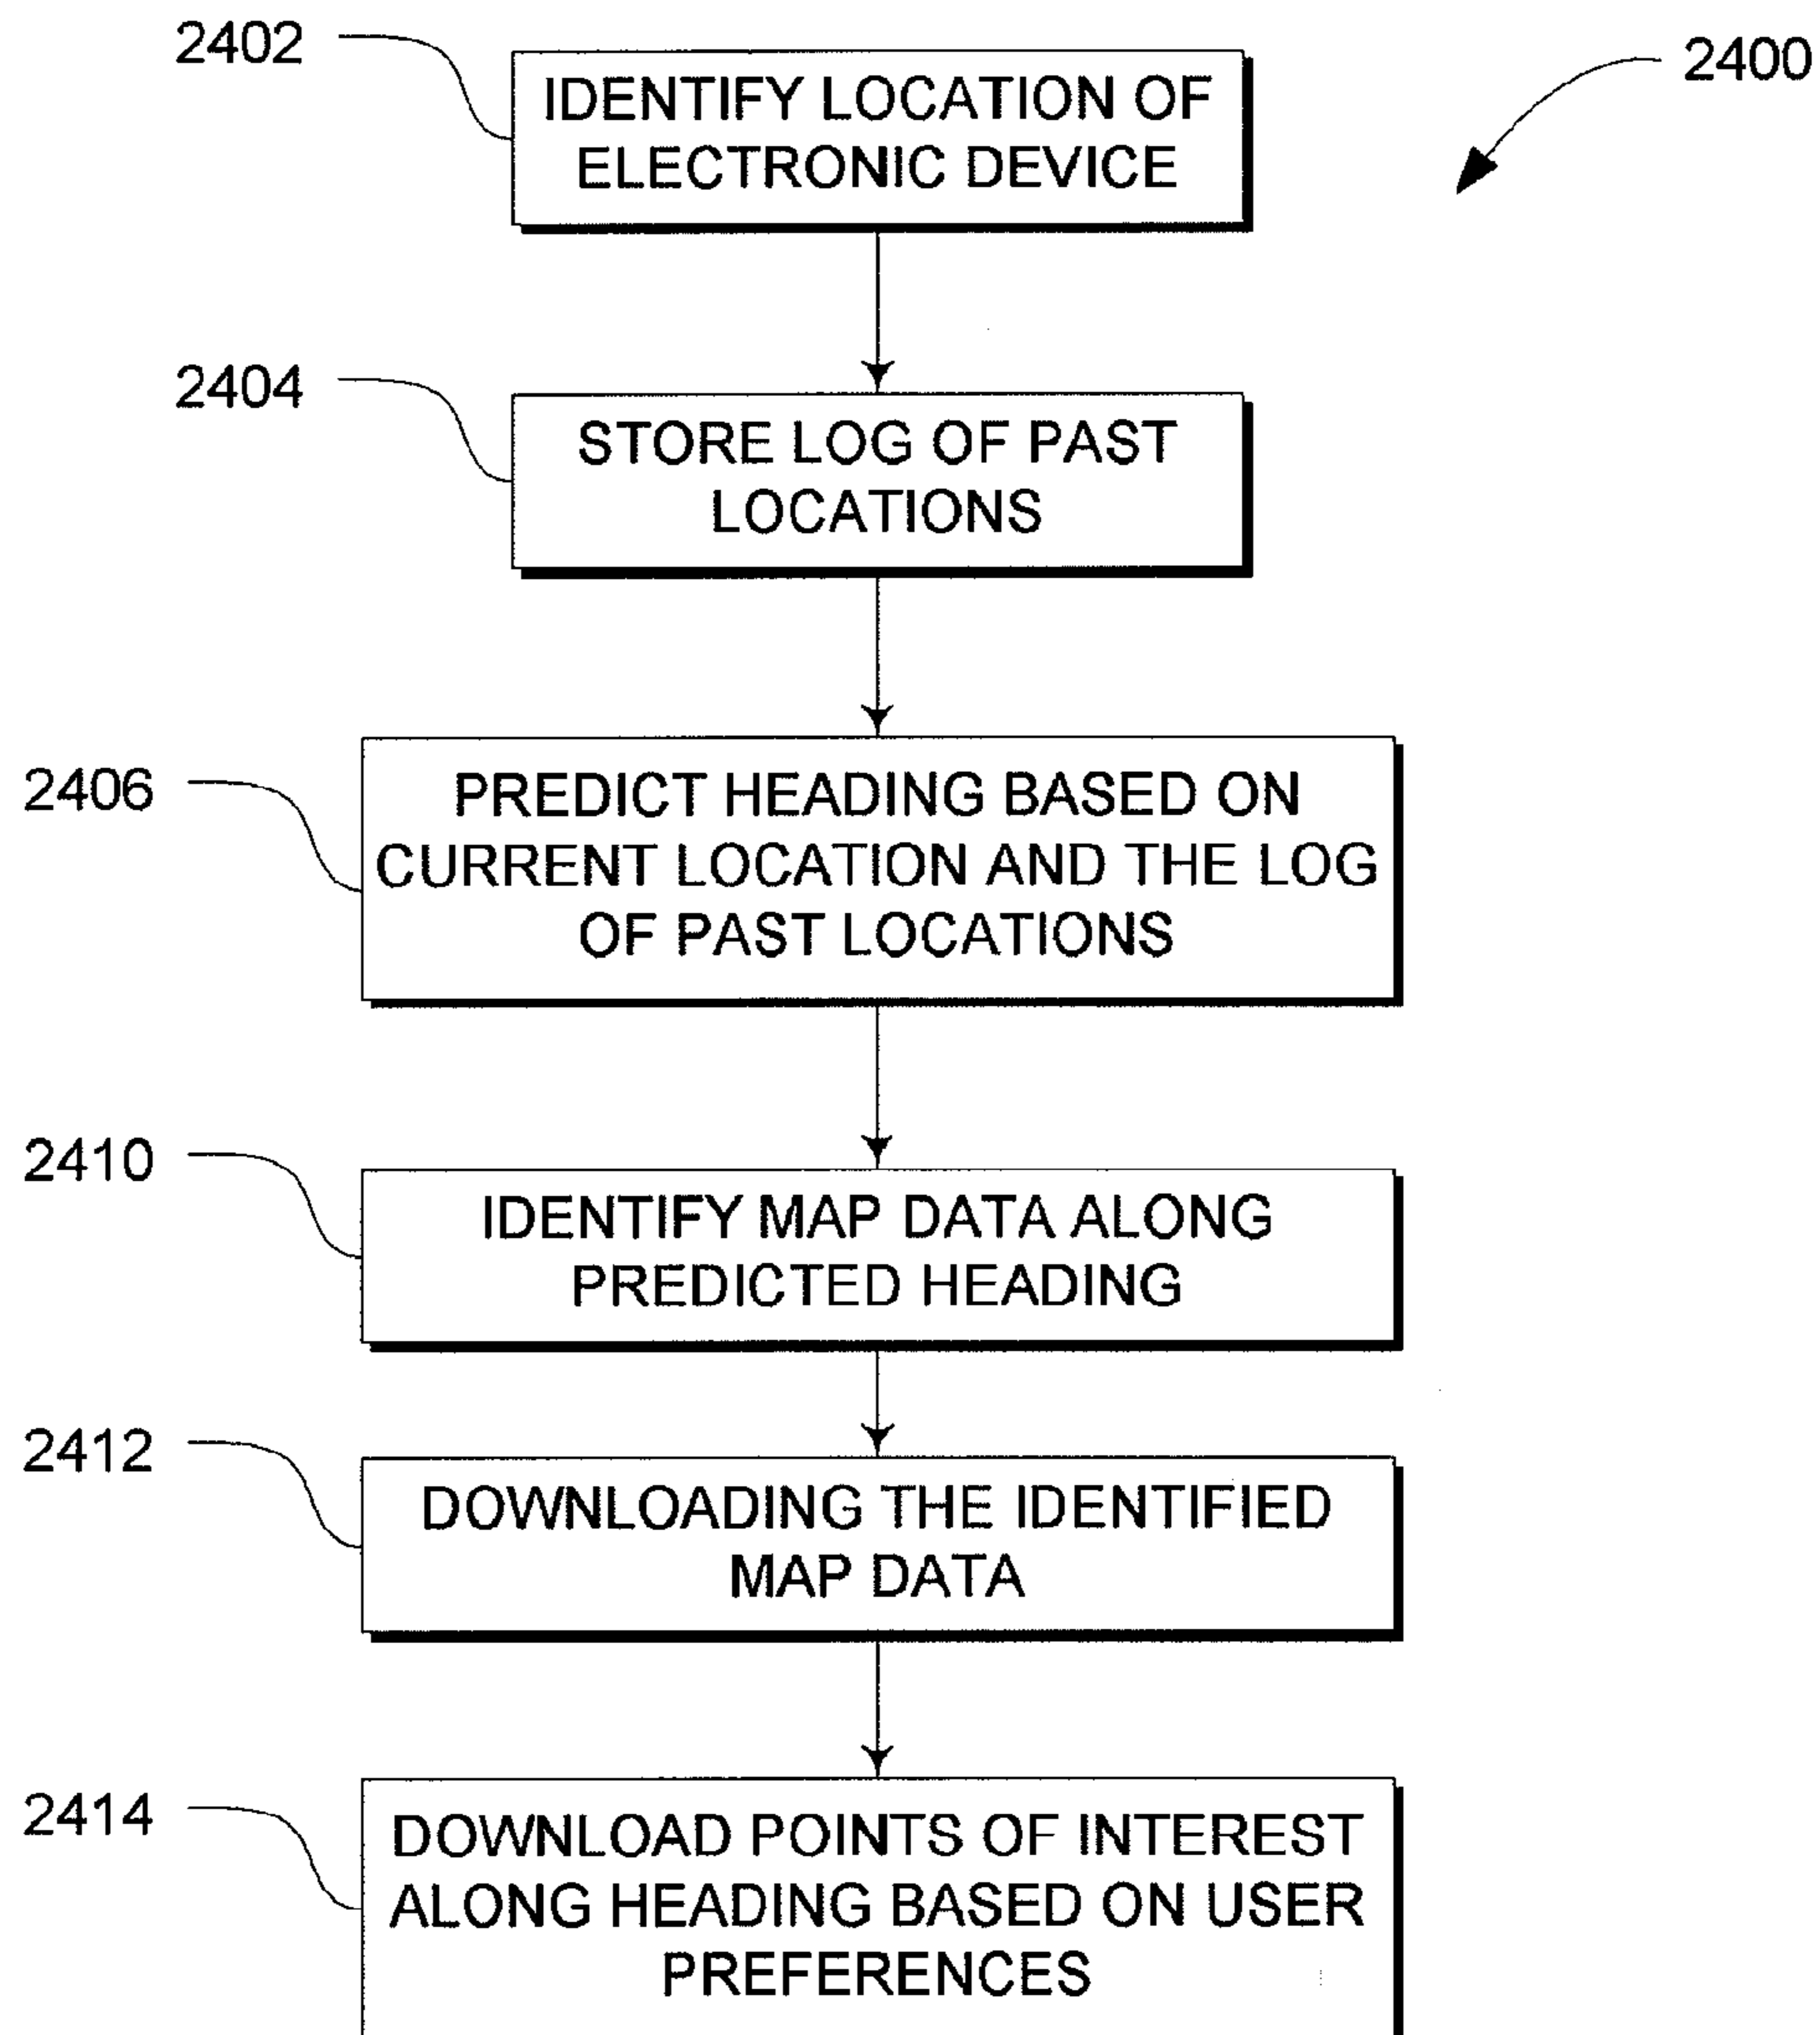 2402
2400
IDENTIFY LOCATION OF
ELECTRONIC DEVICE
2404
STORE LOG OF PAST
LOCATIONS
2406
PREDICT HEADING BASED ON
CURRENT LOCATION AND THE LOG
OF PAST LOCATIONS
2410
IDENTIFY MAP DATA ALONG
PREDICTED HEADING
2412
DOWNLOADING THE IDENTIFIED
MAP DATA
2414
DOWNLOAD POINTS OF INTEREST
ALONG HEADING BASED ON USER
PREFERENCES